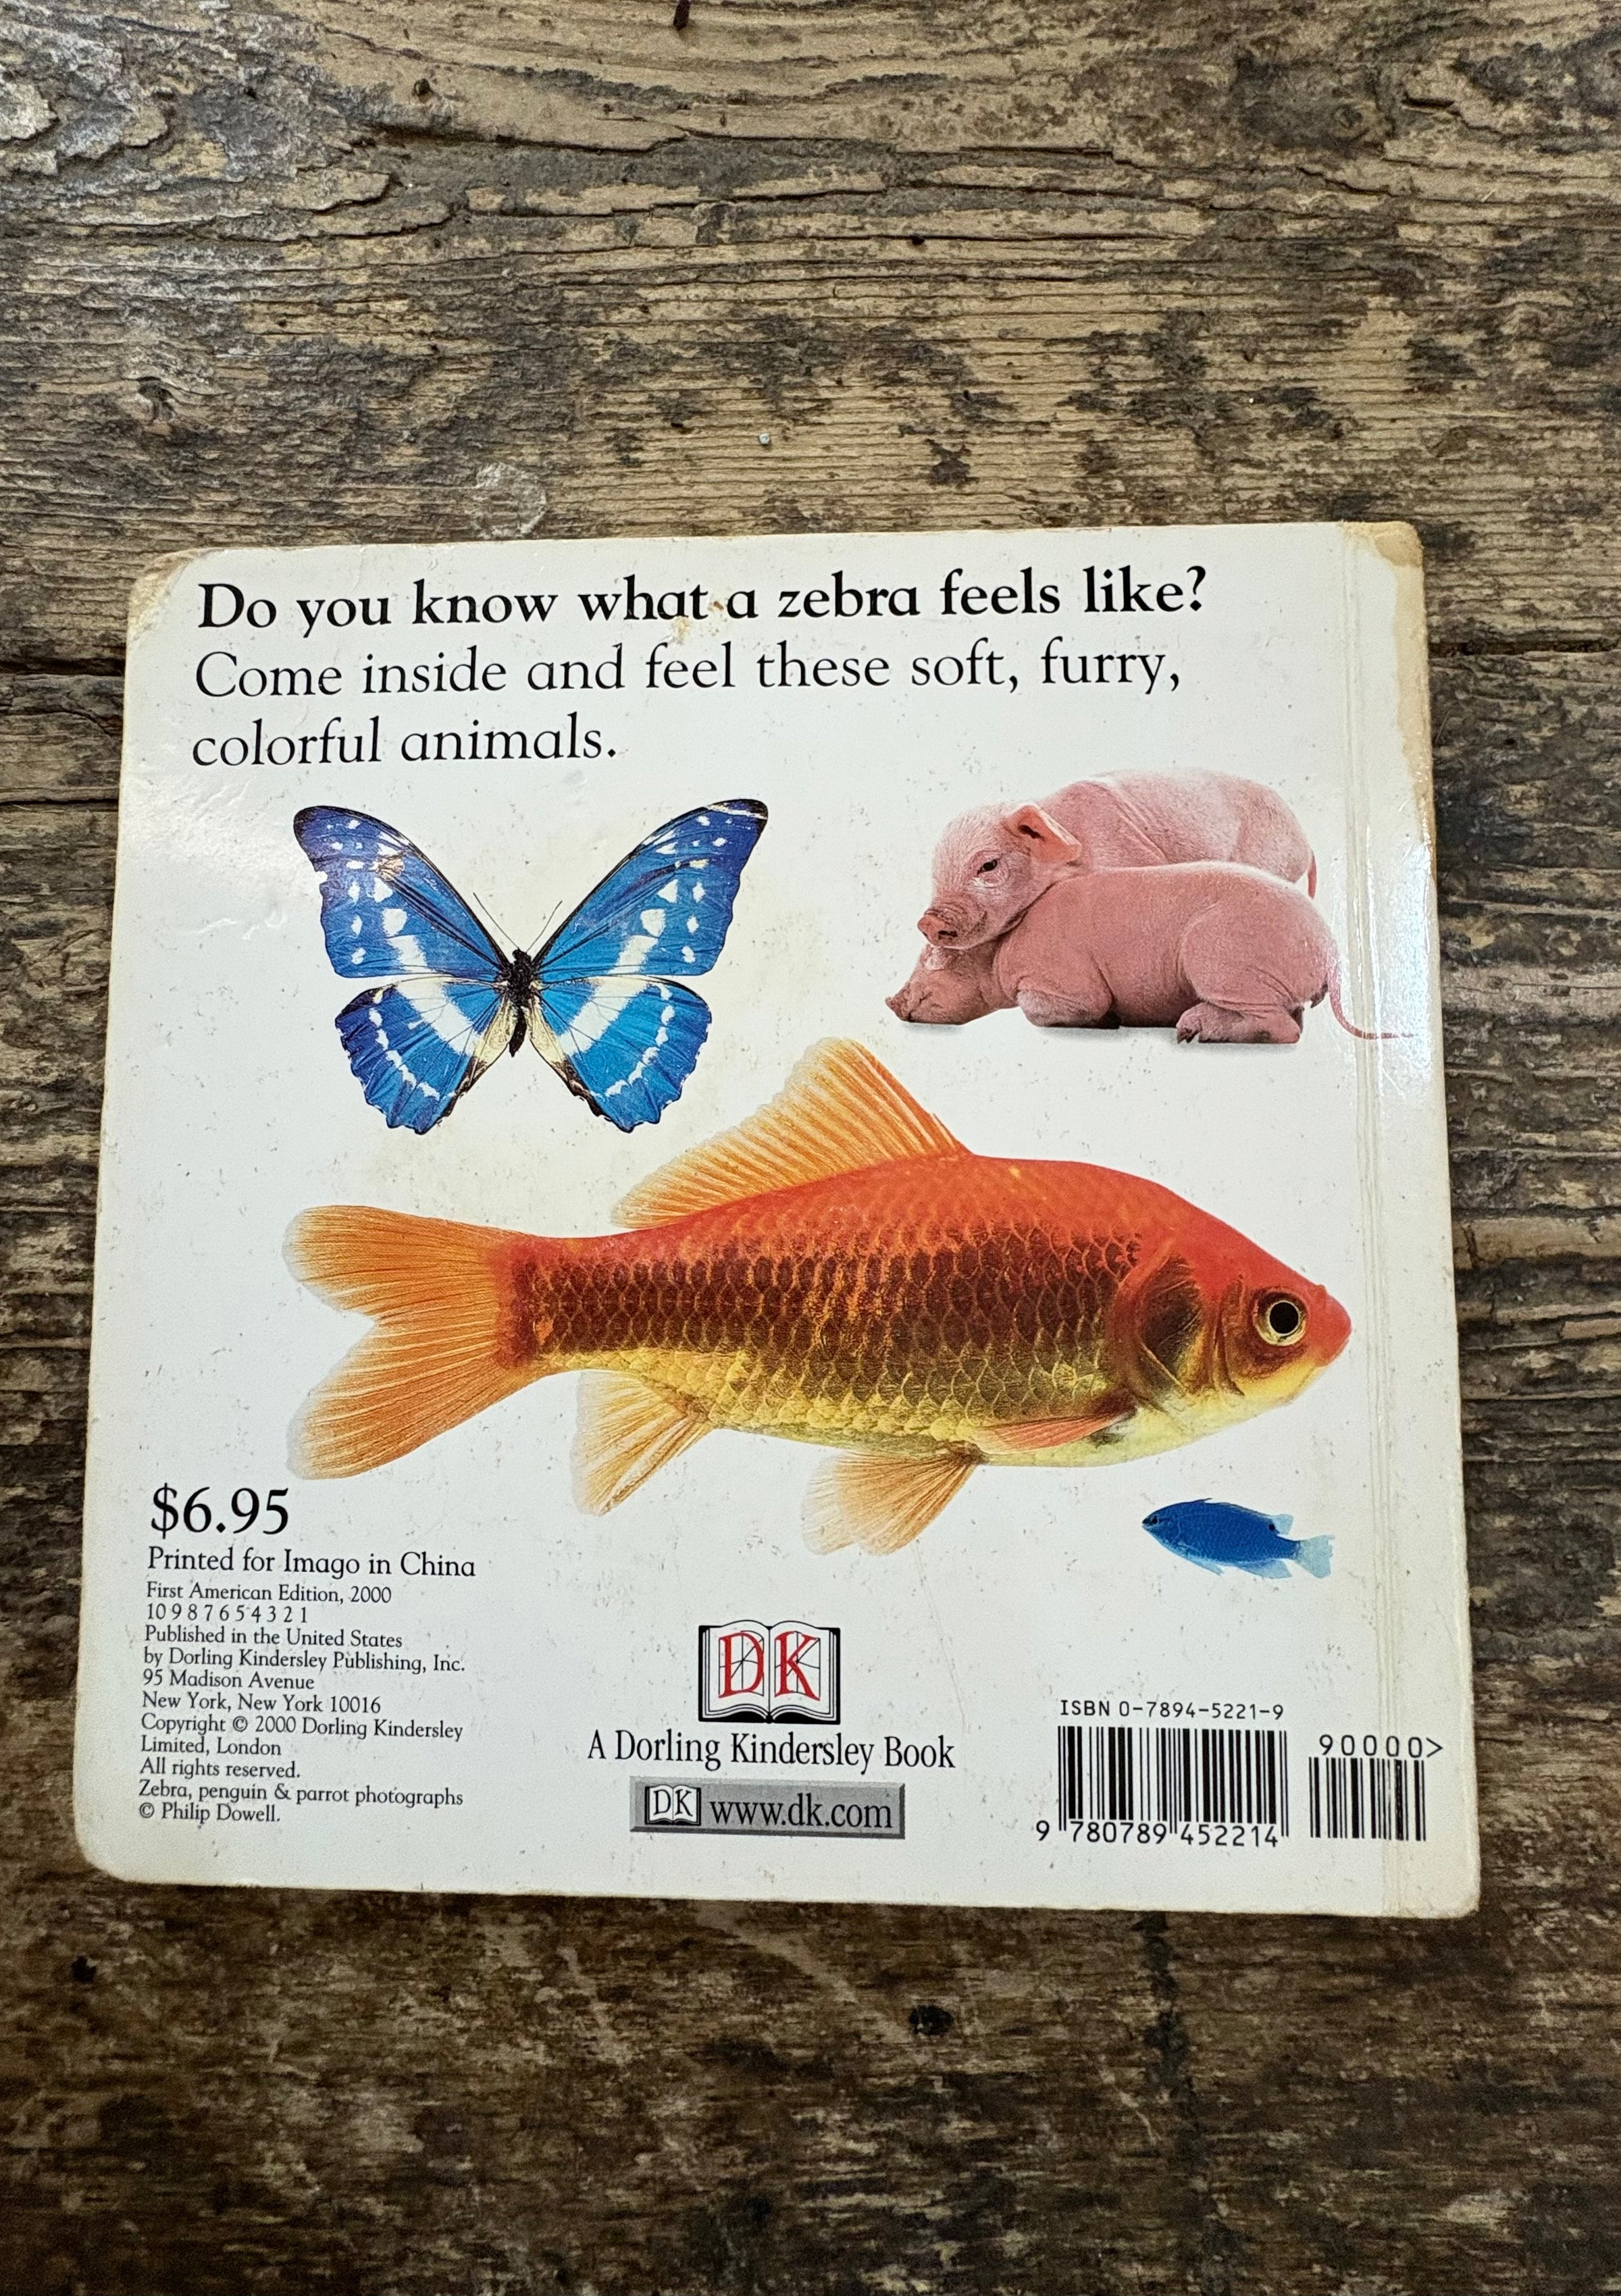 Do you know what a zebra feels like?
Come inside and feel these soft, furry,
colorful animals.
$6.95
Printed for Imago in China
First American Edition, 2000
10 9 8 7 6 5 4 3 2 1
Published in the United States
by Dorling Kindersley Publishing, Inc.
95 Madison Avenue
New York, New York 10016
Copyright © 2000 Dorling Kindersley
Limited, London
All rights reserved.
Zebra, penguin & parrot photographs
© Philip Dowell.
DK
A Dorling Kindersley Book
DK www.dk.com
ISBN 0-7894-5221-9
90000>
9 780789 452214